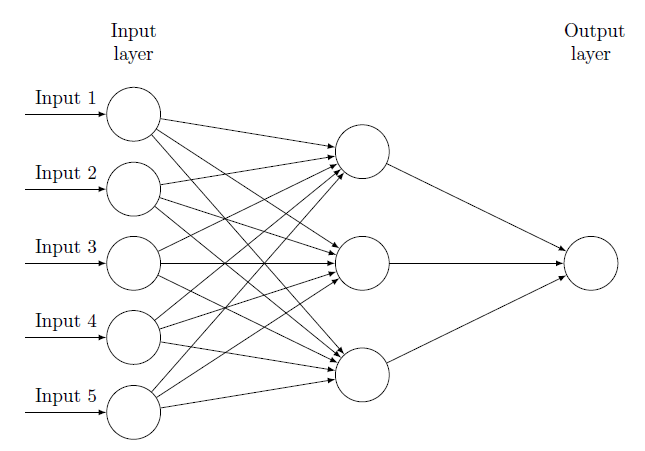 Input
layer
Output
layer
Input 1
Input 2
Input 3
Input 4
Input 5